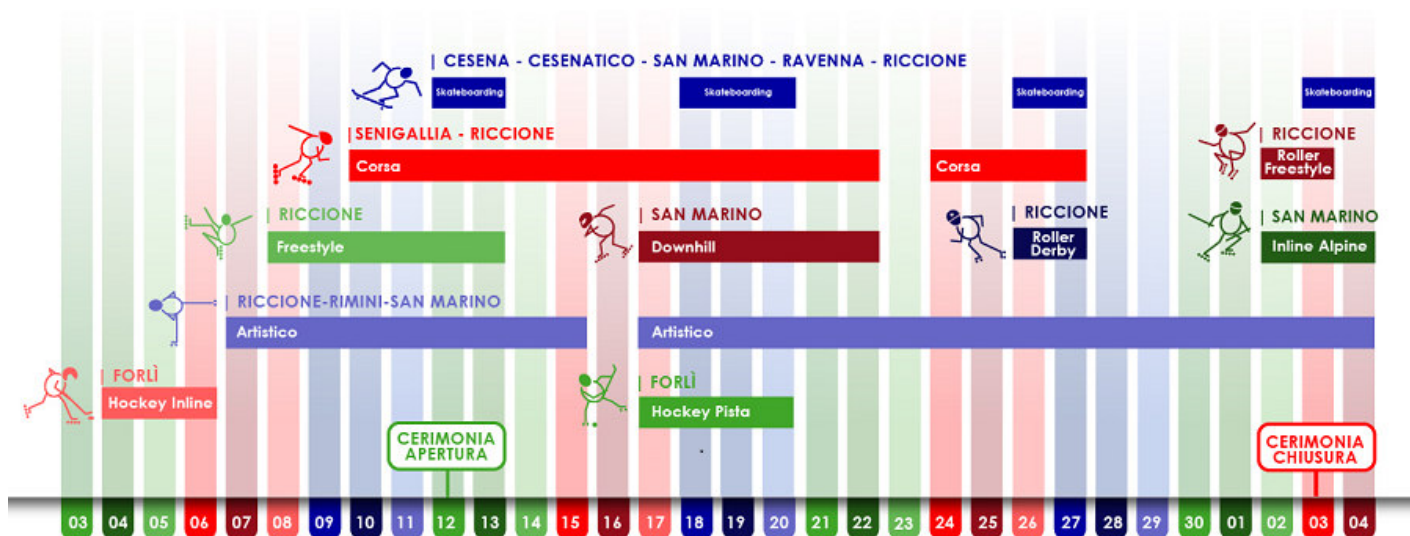 | CESENA - CESENATICO - SAN MARINO - RAVENNA - RICCIONE
Skateboarding
Skateboarding
Skateboarding
Skateboarding
| SENIGALLIA - RICCIONE
Corsa
Corsa
| RICCIONE
Roller
Freestyle
| RICCIONE
Freestyle
| SAN MARINO
Downhill
| RICCIONE
Roller
Derby
| SAN MARINO
Inline Alpine
| RICCIONE-RIMINI-SAN MARINO
Artistico
Artistico
| FORLÌ
Hockey Inline
| FORLÌ
Hockey Pista
CERIMONIA
APERTURA
CERIMONIA
CHIUSURA
03 04 05 06 07 08 09 10 11 12 13 14 15 16 17 18 19 20 21 22 23 24 25 26 27 28 29 30 01 02 03 04